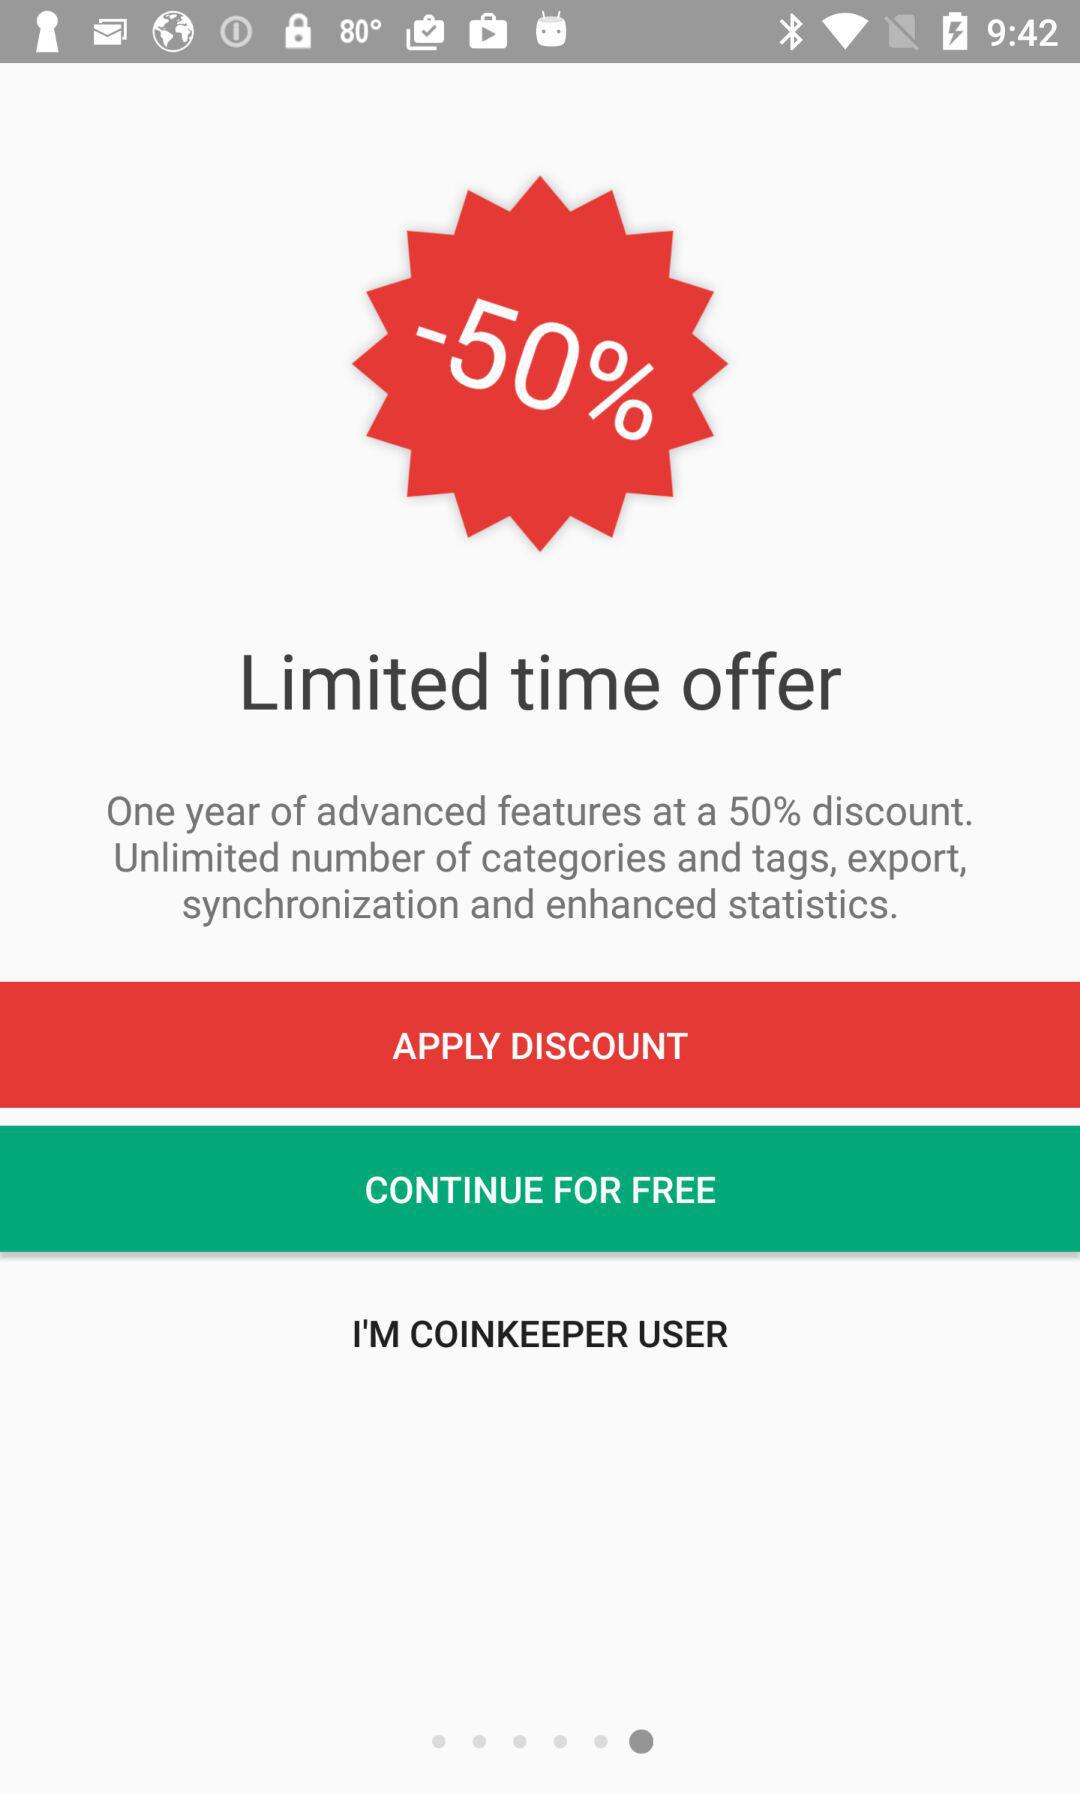 80° 9:42
-50%
Limited time offer
One year of advanced features at a 50% discount.
Unlimited number of categories and tags, export,
synchronization and enhanced statistics.
APPLY DISCOUNT
CONTINUE FOR FREE
I'M COINKEEPER USER